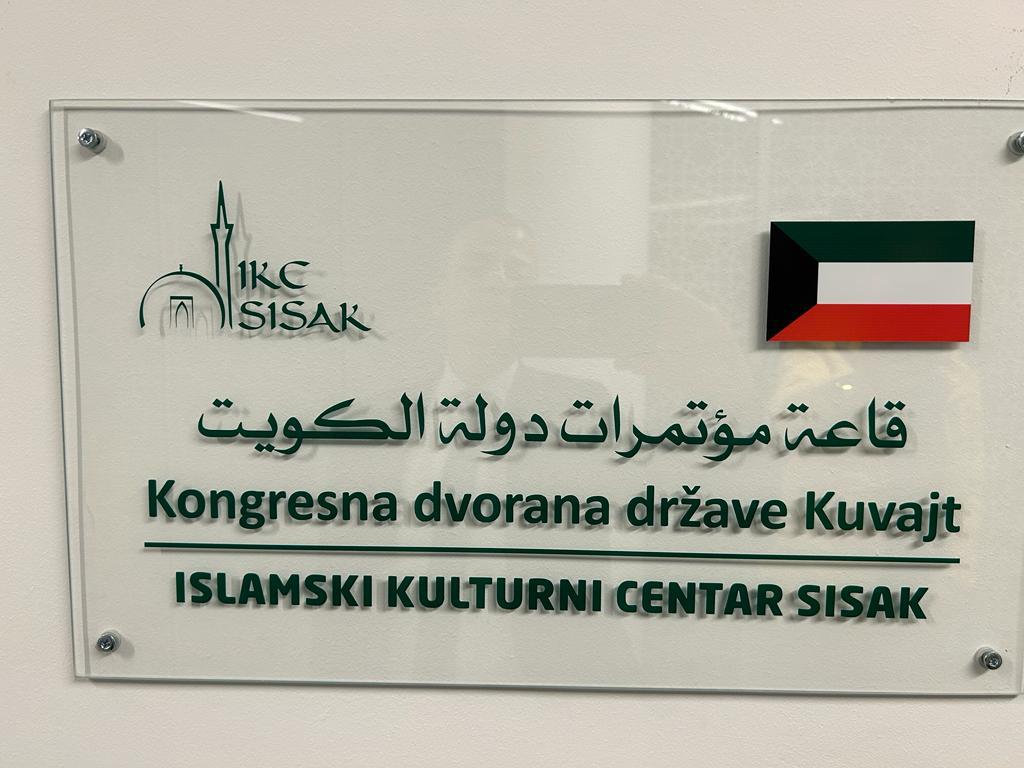 IKC
SISAK
قاعة مؤتمرات دولة الكويت
Kongresna dvorana države Kuvajt
ISLAMSKI KULTURNI CENTAR SISAK